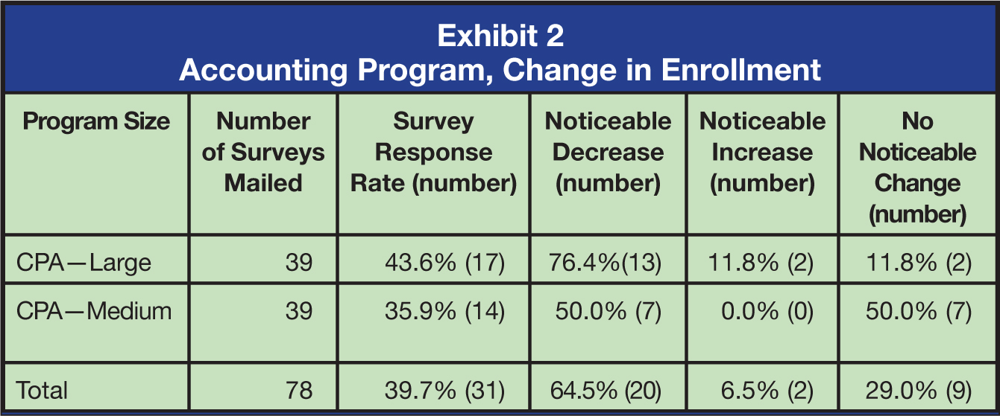 Exhibit 2
Accounting Program, Change in Enrollment
Program Size
Number
of Surveys
Mailed
Survey
Response
Rate (number)
Noticeable
Decrease
(number)
Noticeable
Increase
(number)
No
Noticeable
Change
(number)
CPA—Large 39 43.6% (17) 76.4%(13) 11.8% (2) 11.8% (2)
CPA—Medium 39 35.9% (14) 50.0% (7) 0.0% (0) 50.0% (7)
Total 78 39.7% (31) 64.5% (20) 6.5% (2) 29.0% (9)